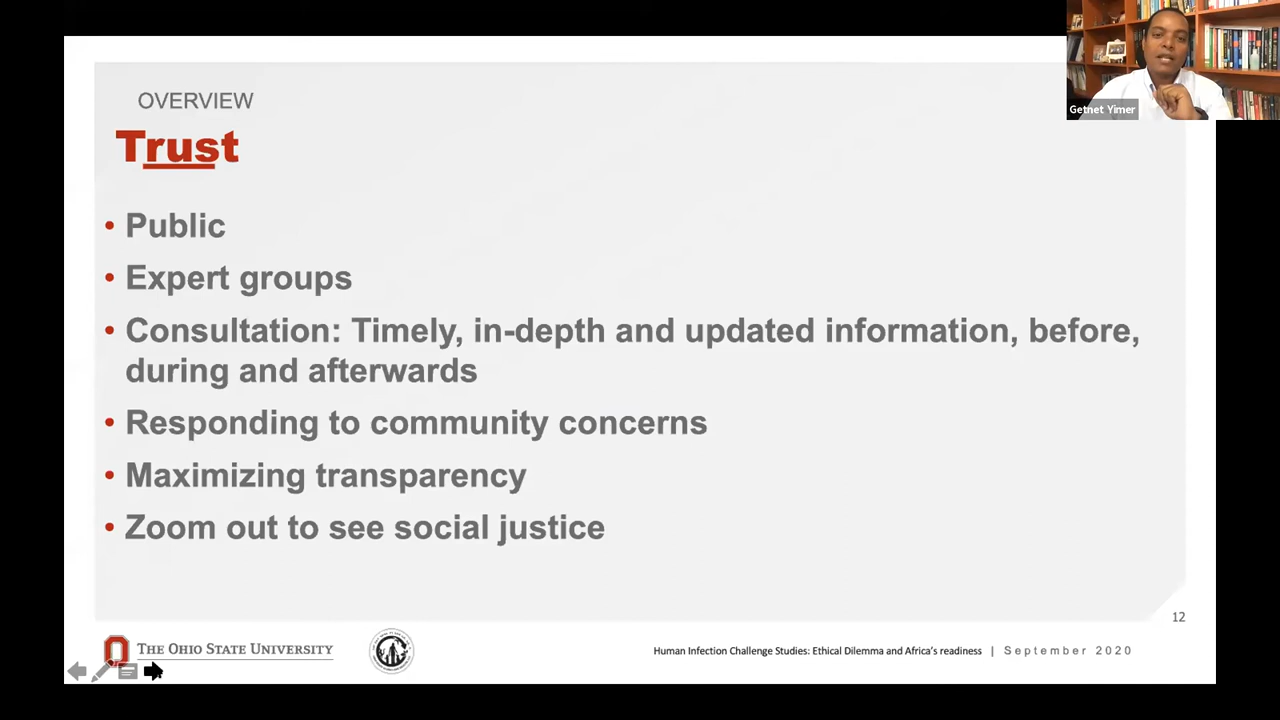 OVERVIEW
Trust
• Public
• Expert groups
• Consultation: Timely, in-depth and updated information, before,
during and afterwards
• Responding to community concerns
• Maximizing transparency
• Zoom out to see social justice
12
THE OHIO STATE UNIVERSITY
Human Infection Challenge Studies: Ethical Dilemma and Africa's readiness | September 2020
Getnet Yimer